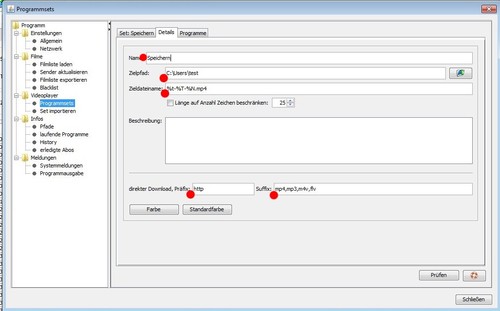 Programmsets
Programm
Einstellungen
Allgemein
Netzwerk
Filme
Filmliste laden
Sender aktualisieren
Filmliste exportieren
Blacklist
Videoplayer
Programmsets
Set importieren
Infos
Pfade
laufende Programme
History
erledigte Abos
Meldungen
Systemmeldungen
Programmausgabe
Set: Speichern Details Programme
Name: Speichern
Zielpfad: C:\Users\test
Zieldateiname: %t-%T-%N.mp4
Länge auf Anzahl Zeichen beschränken: 25
Beschreibung:
direkter Download, Präfix: http Suffix: mp4,mp3,m4v,flv
Farbe Standardfarbe
Prüfen
Schließen